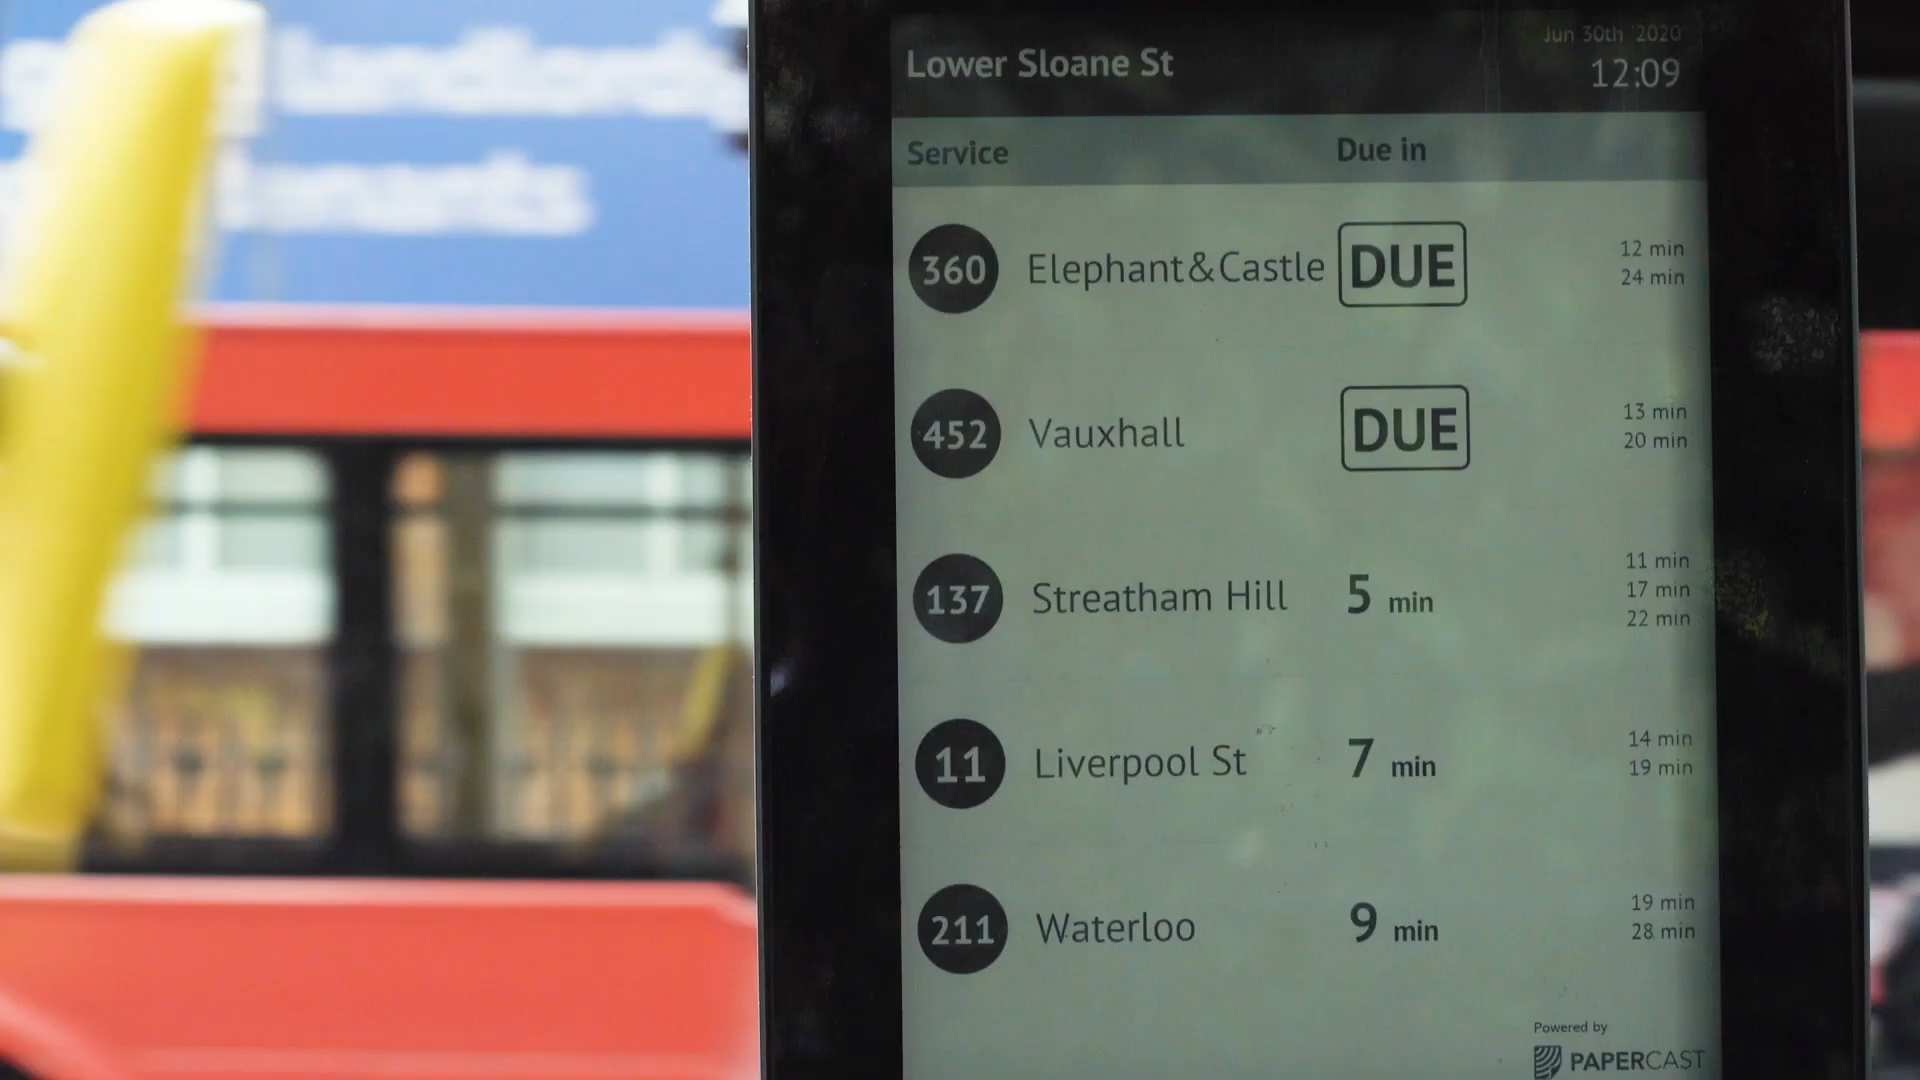 landlords
tenants
Lower Sloane St
Jun 30th '2020
12:09
Service Due in
360 Elephant&Castle DUE 12 min
24 min
452 Vauxhall DUE 13 min
20 min
137 Streatham Hill 5 min 11 min
17 min
22 min
11 Liverpool St 7 min 14 min
19 min
211 Waterloo 9 min 19 min
28 min
Powered by
PAPERCAST